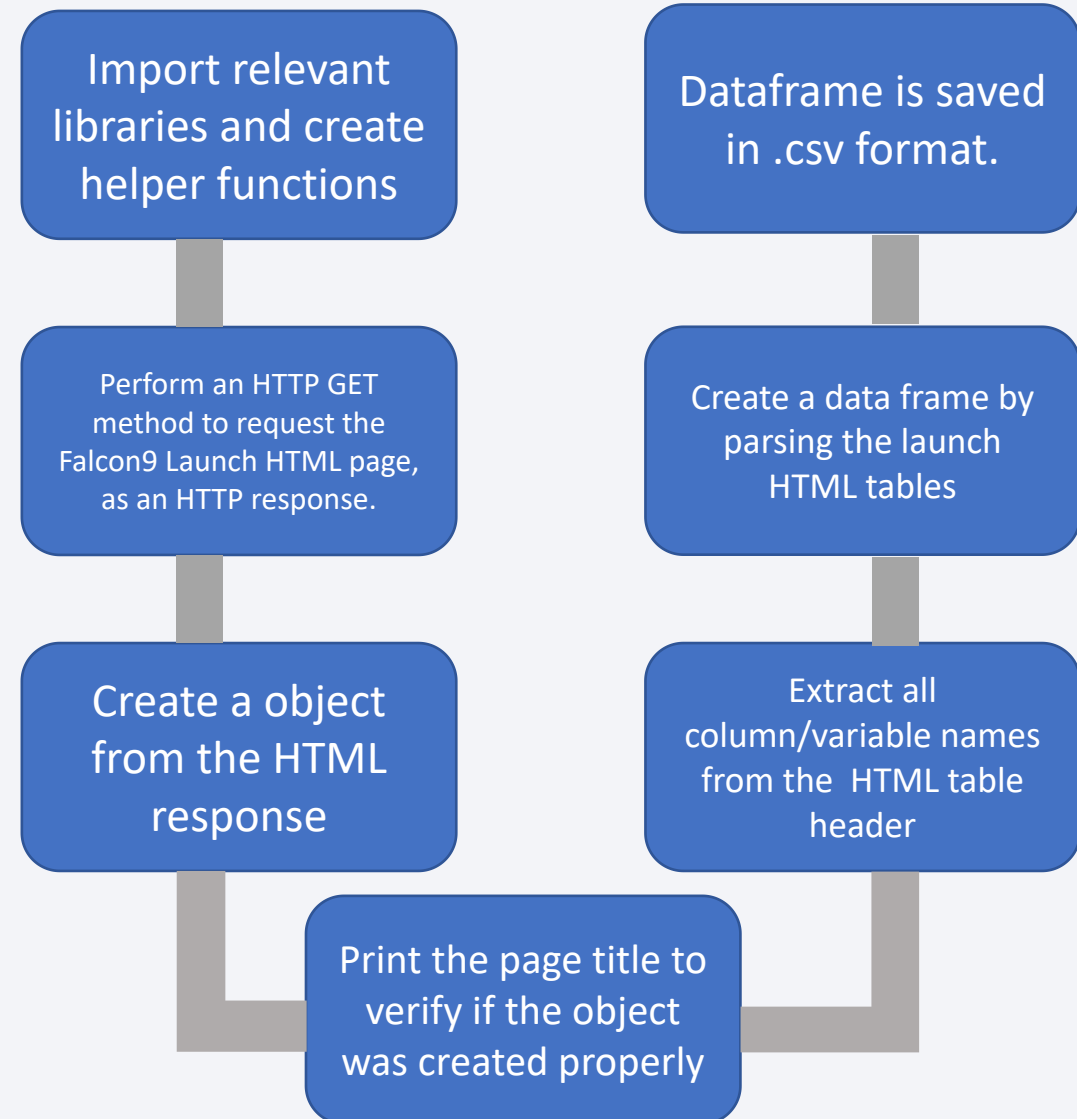 Import relevant
libraries and create
helper functions
Perform an HTTP GET
method to request the
Falcon9 Launch HTML page,
as an HTTP response.
Create a object
from the HTML
response
Print the page title to
verify if the object
was created properly
Extract all
column/variable names
from the  HTML table
header
Create a data frame by
parsing the launch
HTML tables
Dataframe is saved
in .csv format.